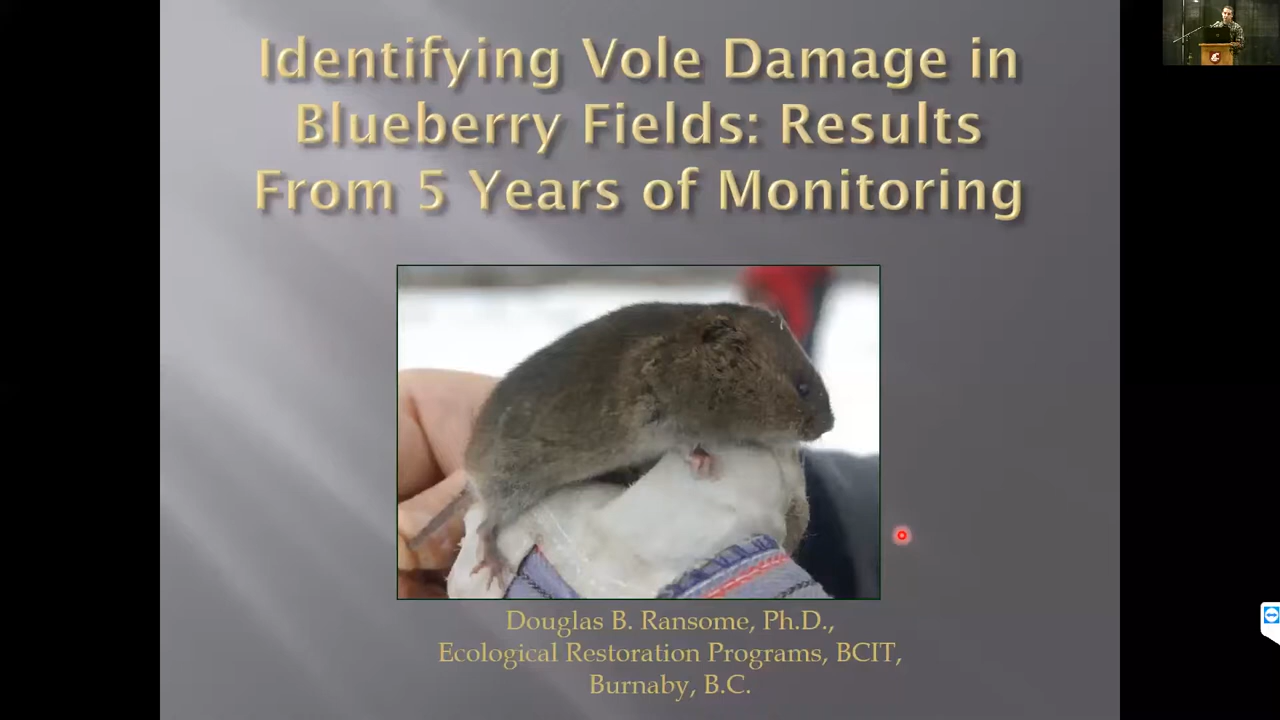 Identifying Vole Damage in
Blueberry Fields: Results
From 5 Years of Monitoring
Douglas B. Ransome, Ph.D.,
Ecological Restoration Programs, BCIT,
Burnaby, B.C.